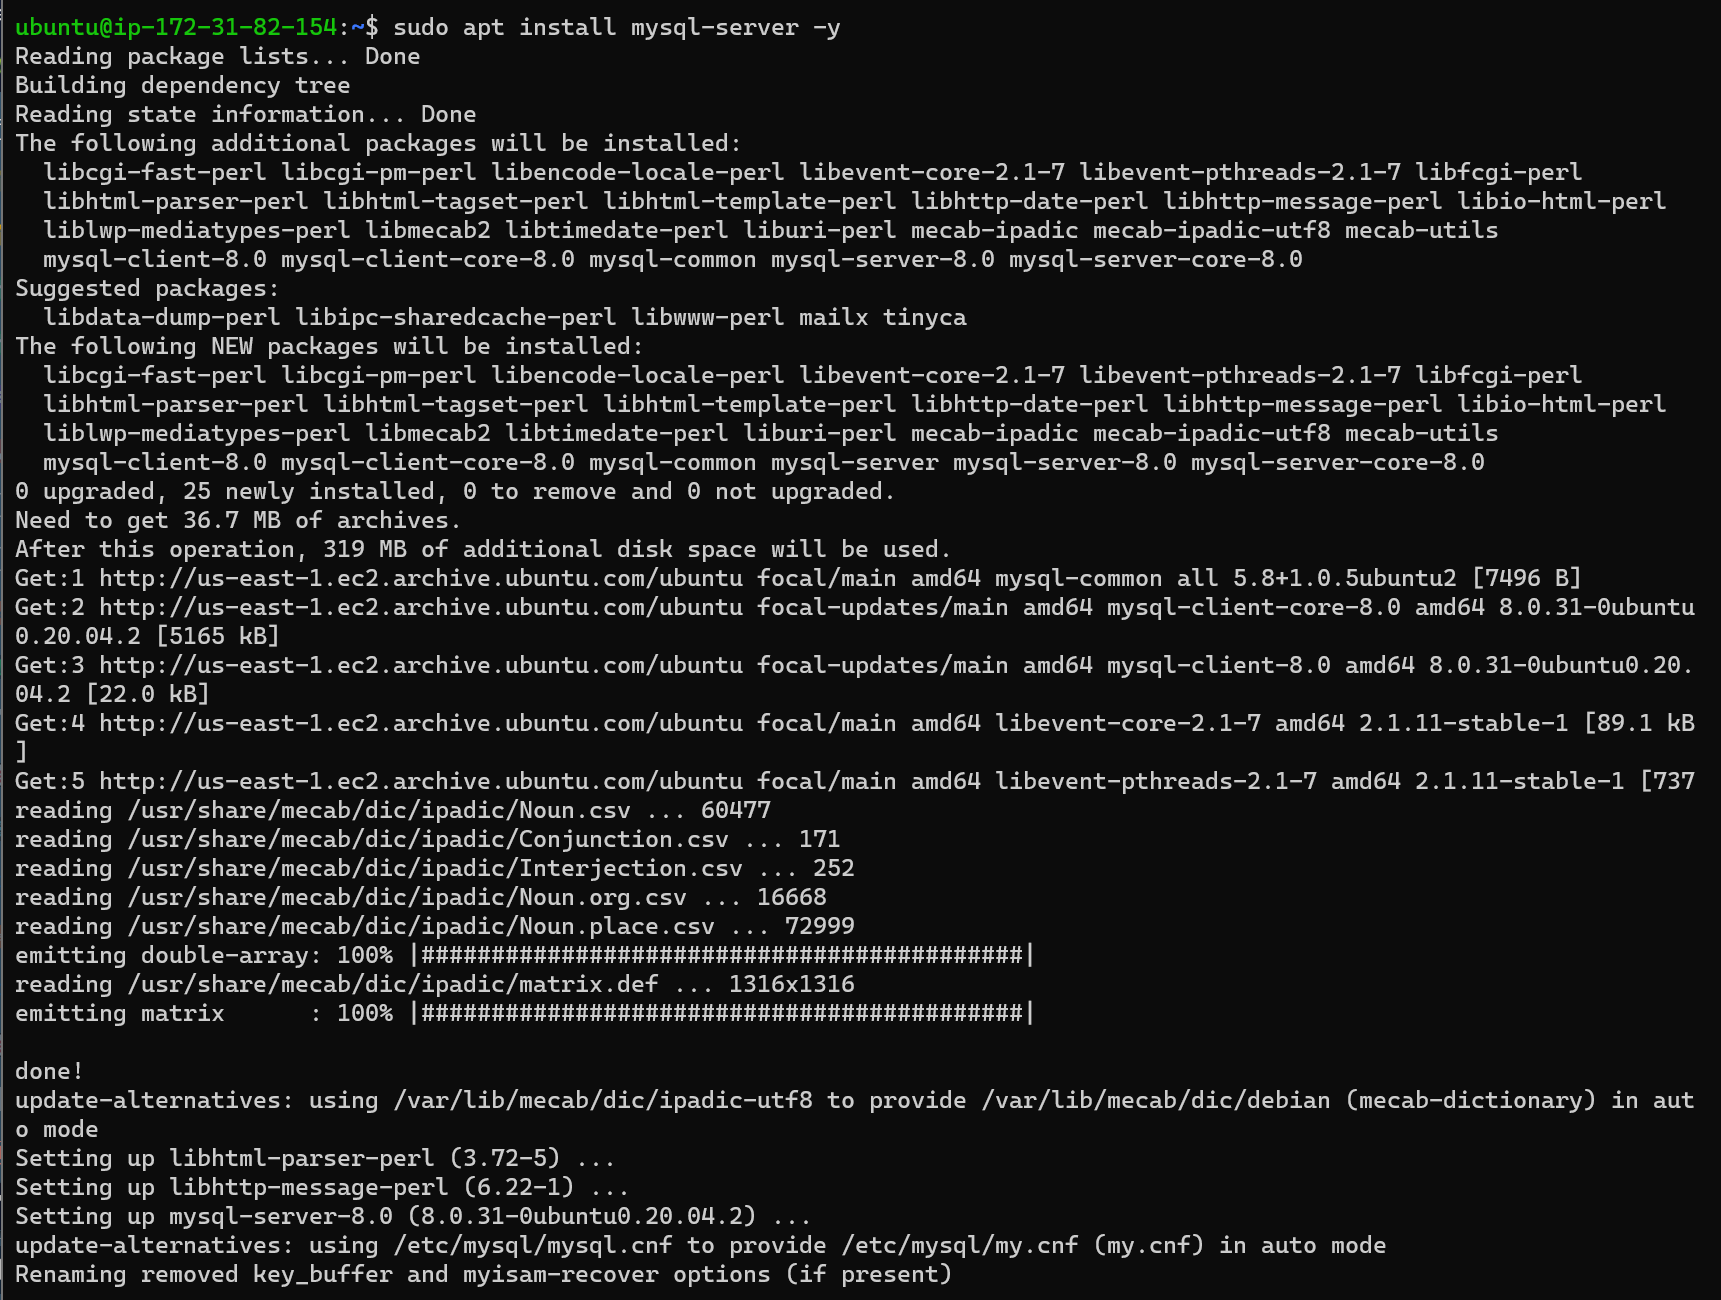 ubuntu@ip-172-31-82-154:~$ sudo apt install mysql-server -y
Reading package lists... Done
Building dependency tree
Reading state information... Done
The following additional packages will be installed:
  libcgi-fast-perl libcgi-pm-perl libencode-locale-perl libevent-core-2.1-7 libevent-pthreads-2.1-7 libfcgi-perl
  libhtml-parser-perl libhtml-tagset-perl libhtml-template-perl libhttp-date-perl libhttp-message-perl libio-html-perl
  liblwp-mediatypes-perl libmecab2 libtimedate-perl liburi-perl mecab-ipadic mecab-ipadic-utf8 mecab-utils
  mysql-client-8.0 mysql-client-core-8.0 mysql-common mysql-server-8.0 mysql-server-core-8.0
Suggested packages:
  libdata-dump-perl libipc-sharedcache-perl libwww-perl mailx tinyca
The following NEW packages will be installed:
  libcgi-fast-perl libcgi-pm-perl libencode-locale-perl libevent-core-2.1-7 libevent-pthreads-2.1-7 libfcgi-perl
  libhtml-parser-perl libhtml-tagset-perl libhtml-template-perl libhttp-date-perl libhttp-message-perl libio-html-perl
  liblwp-mediatypes-perl libmecab2 libtimedate-perl liburi-perl mecab-ipadic mecab-ipadic-utf8 mecab-utils
  mysql-client-8.0 mysql-client-core-8.0 mysql-common mysql-server mysql-server-8.0 mysql-server-core-8.0
0 upgraded, 25 newly installed, 0 to remove and 0 not upgraded.
Need to get 36.7 MB of archives.
After this operation, 319 MB of additional disk space will be used.
Get:1 http://us-east-1.ec2.archive.ubuntu.com/ubuntu focal/main amd64 mysql-common all 5.8+1.0.5ubuntu2 [7496 B]
Get:2 http://us-east-1.ec2.archive.ubuntu.com/ubuntu focal-updates/main amd64 mysql-client-core-8.0 amd64 8.0.31-0ubuntu
0.20.04.2 [5165 kB]
Get:3 http://us-east-1.ec2.archive.ubuntu.com/ubuntu focal-updates/main amd64 mysql-client-8.0 amd64 8.0.31-0ubuntu0.20.
04.2 [22.0 kB]
Get:4 http://us-east-1.ec2.archive.ubuntu.com/ubuntu focal/main amd64 libevent-core-2.1-7 amd64 2.1.11-stable-1 [89.1 kB
]
Get:5 http://us-east-1.ec2.archive.ubuntu.com/ubuntu focal/main amd64 libevent-pthreads-2.1-7 amd64 2.1.11-stable-1 [737
reading /usr/share/mecab/dic/ipadic/Noun.csv ... 60477
reading /usr/share/mecab/dic/ipadic/Conjunction.csv ... 171
reading /usr/share/mecab/dic/ipadic/Interjection.csv ... 252
reading /usr/share/mecab/dic/ipadic/Noun.org.csv ... 16668
reading /usr/share/mecab/dic/ipadic/Noun.place.csv ... 72999
emitting double-array: 100% |###########################################|
reading /usr/share/mecab/dic/ipadic/matrix.def ... 1316x1316
emitting matrix      : 100% |###########################################|

done!
update-alternatives: using /var/lib/mecab/dic/ipadic-utf8 to provide /var/lib/mecab/dic/debian (mecab-dictionary) in aut
o mode
Setting up libhtml-parser-perl (3.72-5) ...
Setting up libhttp-message-perl (6.22-1) ...
Setting up mysql-server-8.0 (8.0.31-0ubuntu0.20.04.2) ...
update-alternatives: using /etc/mysql/mysql.cnf to provide /etc/mysql/my.cnf (my.cnf) in auto mode
Renaming removed key_buffer and myisam-recover options (if present)